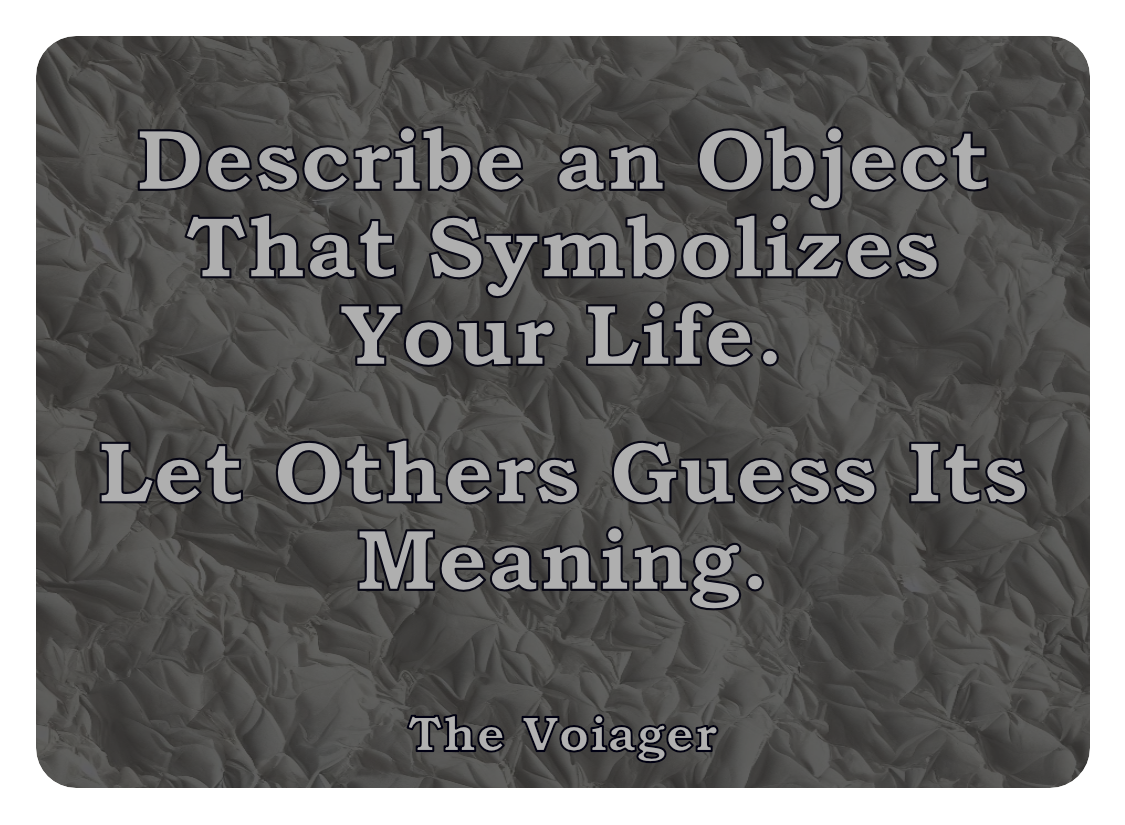 Describe an Object
That Symbolizes
Your Life.
Let Others Guess Its
Meaning.
The Voiager